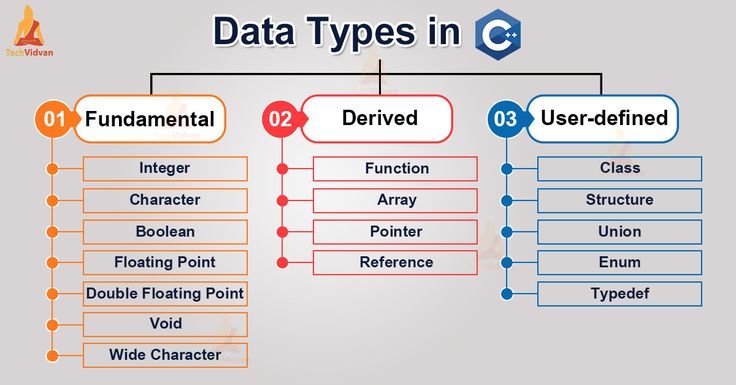 TechVidvan
Data Types in C++
01 Fundamental
Integer
Character
Boolean
Floating Point
Double Floating Point
Void
Wide Character
02 Derived
Function
Array
Pointer
Reference
03 User-defined
Class
Structure
Union
Enum
Typedef